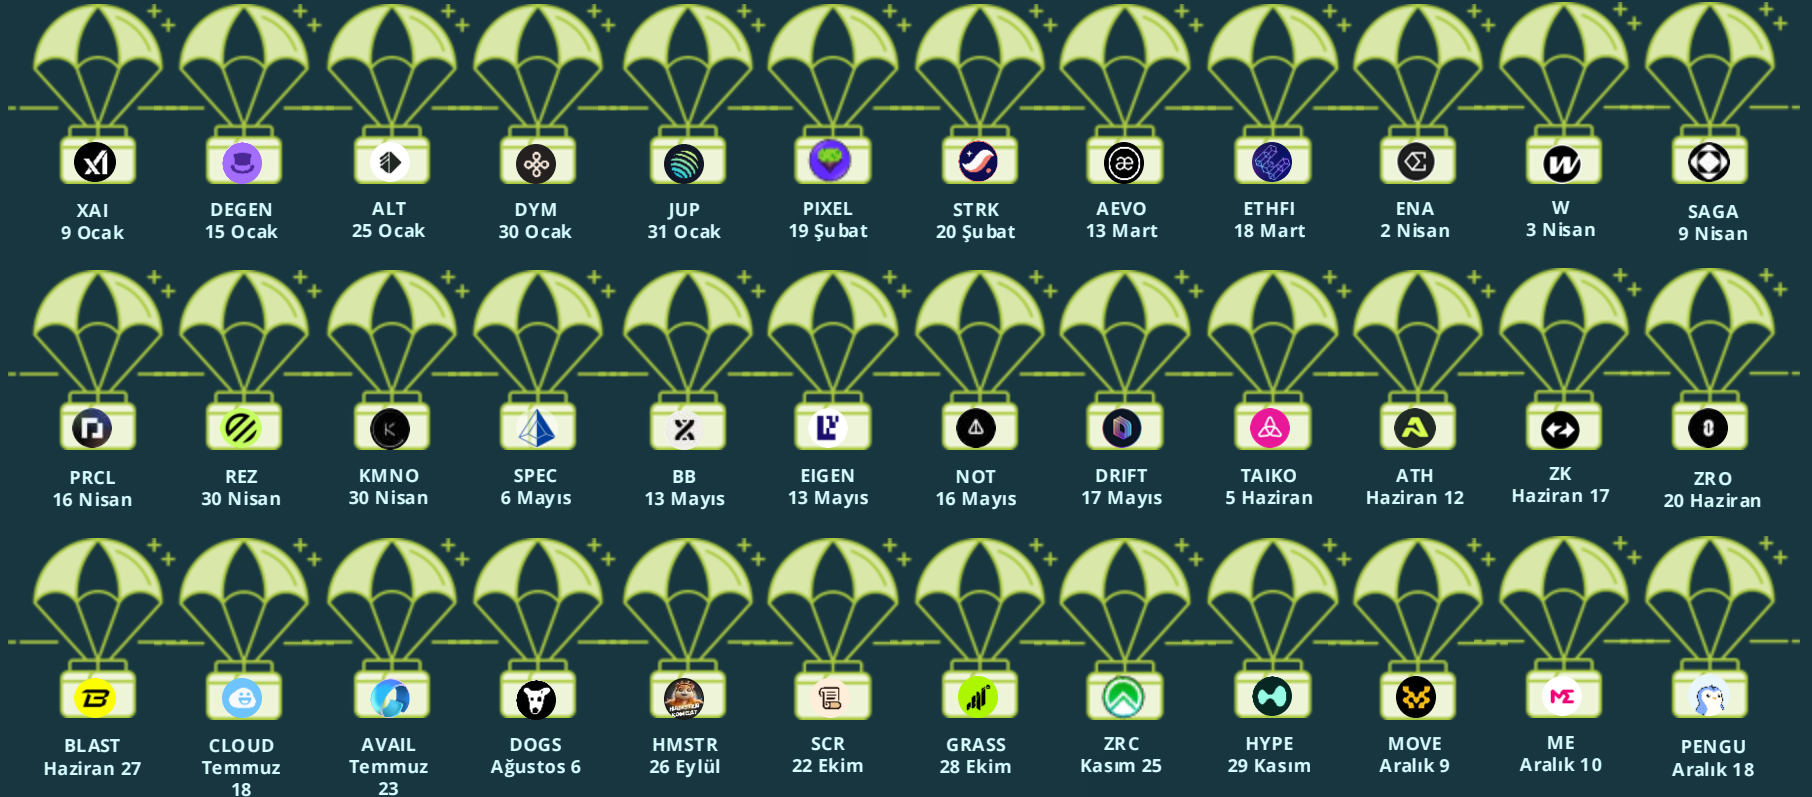 XAI
9 Ocak
DEGEN
15 Ocak
ALT
25 Ocak
DYM
30 Ocak
JUP
31 Ocak
PIXEL
19 Şubat
STRK
20 Şubat
AEVO
13 Mart
ETHFI
18 Mart
ENA
2 Nisan
W
3 Nisan
SAGA
9 Nisan
PRCL
16 Nisan
REZ
30 Nisan
KMNO
30 Nisan
SPEC
6 Mayıs
BB
13 Mayıs
EIGEN
13 Mayıs
NOT
16 Mayıs
DRIFT
17 Mayıs
TAIKO
5 Haziran
ATH
Haziran 12
ZK
Haziran 17
ZRO
20 Haziran
BLAST
Haziran 27
CLOUD
Temmuz
18
AVAIL
Temmuz
23
DOGS
Ağustos 6
HAMSTER
KOMBAT
HMSTR
26 Eylül
SCR
22 Ekim
GRASS
28 Ekim
ZRC
Kasım 25
HYPE
29 Kasım
MOVE
Aralık 9
ME
ME
Aralık 10
PENGU
Aralık 18